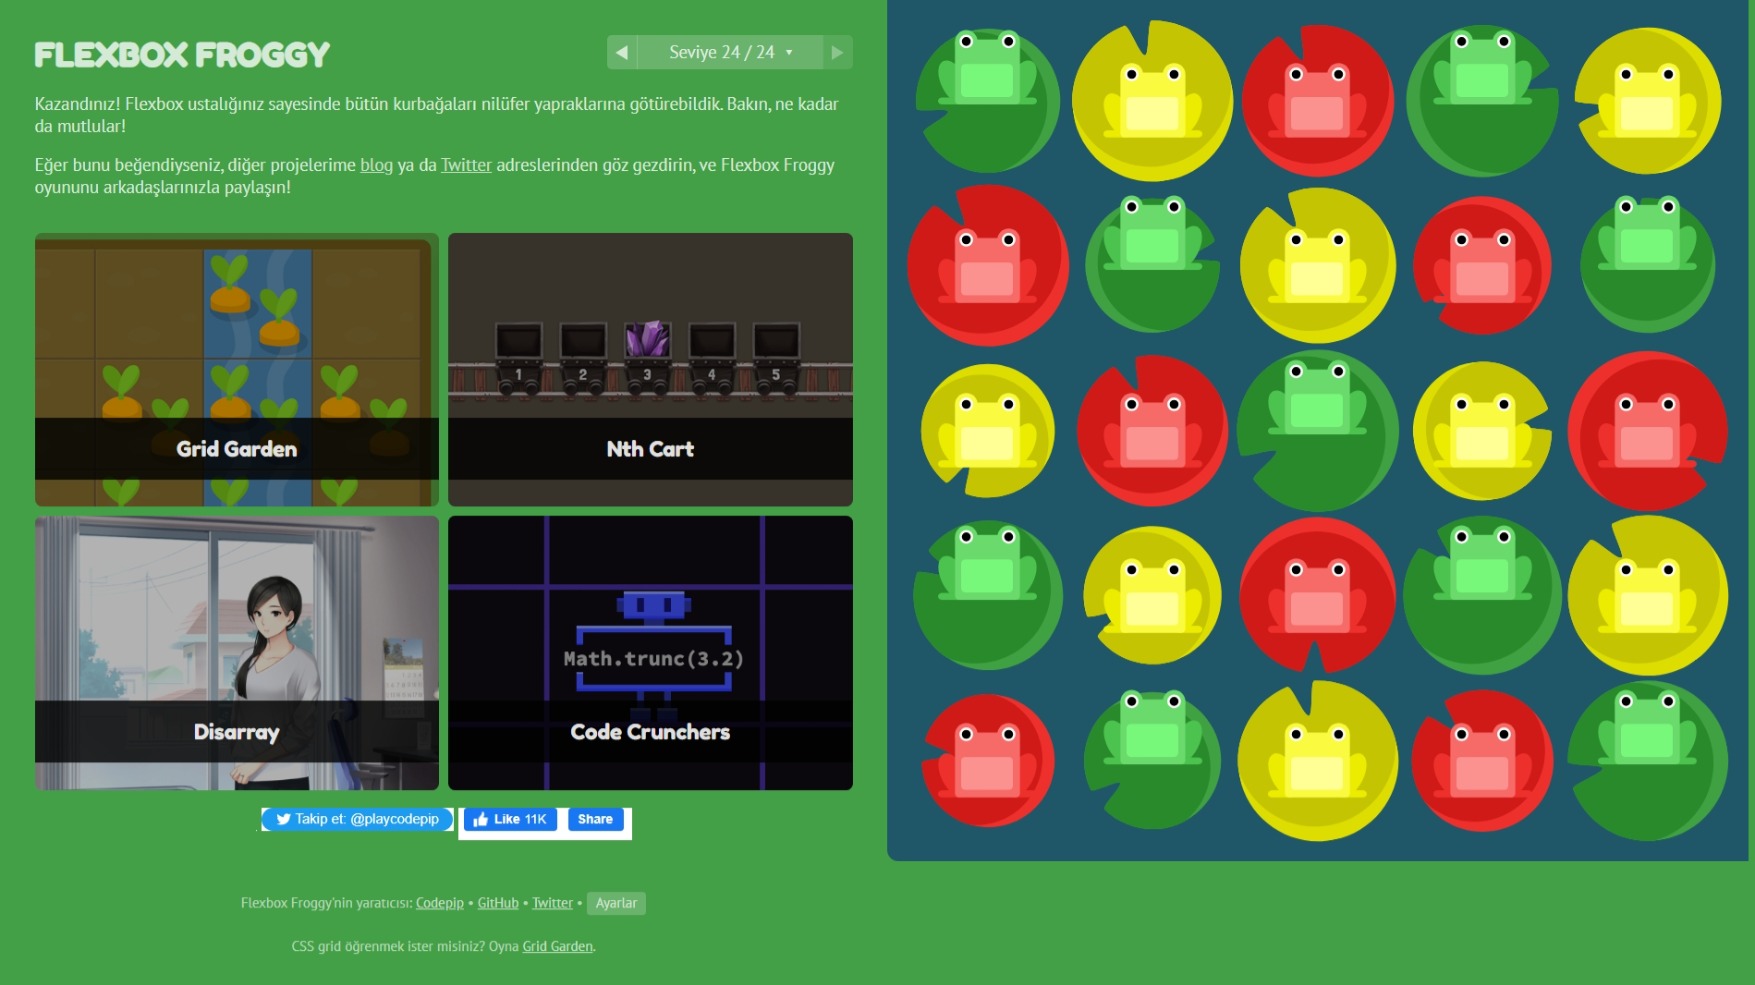 FLEXBOX FROGGY
Seviye 24 / 24
Kazandınız! Flexbox ustalığınız sayesinde bütün kurbağaları nilüfer yapraklarına götürebildik. Bakın, ne kadar
da mutlular!
Eğer bunu beğendiyseniz, diğer projelerime blog ya da Twitter adreslerinden göz gezdirin, ve Flexbox Froggy
oyununu arkadaşlarınızla paylaşın!
Grid Garden
1 2 3 4 5
Nth Cart
Disarray
Math.trunc(3.2)
Code Crunchers
Takip et: @playcodepip
Like 11K
Share
Flexbox Froggy'nin yaratıcısı: Codepip • GitHub • Twitter • Ayarlar
CSS grid öğrenmek ister misiniz? Oyna Grid Garden.